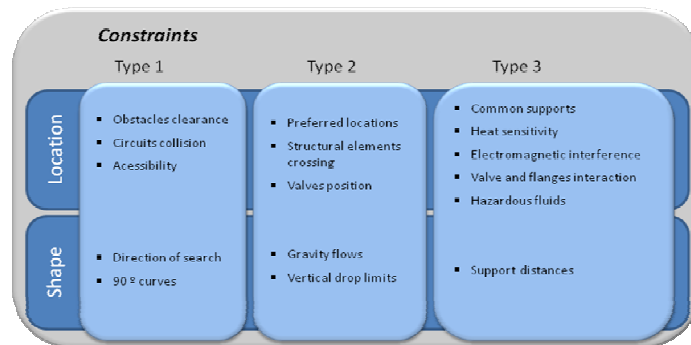 Constraints
Type 1
Type 2
Type 3
Location
Obstacles clearance
Circuits collision
Acessibility
Preferred locations
Structural elements
crossing
Valves position
Common supports
Heat sensitivity
Electromagnetic interference
Valve and flanges interaction
Hazardous fluids
Shape
Direction of search
90 º curves
Gravity flows
Vertical drop limits
Support distances